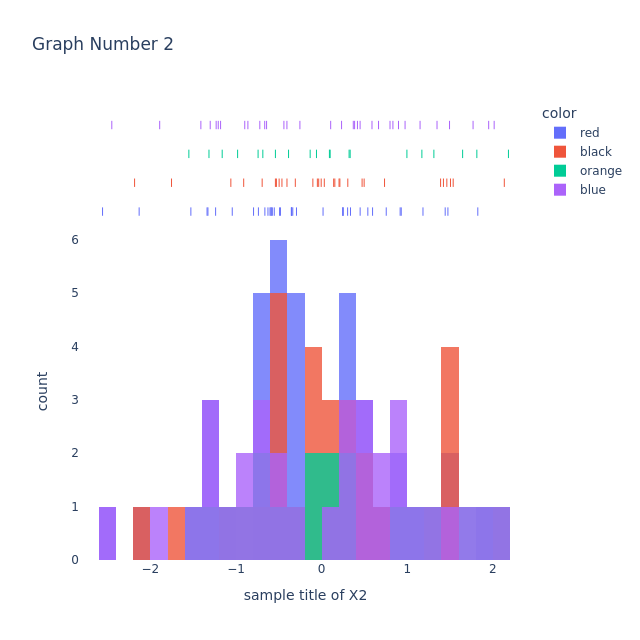 Graph Number 2
color
red
black
orange
blue
6
5
4
3
2
1
0
count
−2
−1
0
1
2
sample title of X2